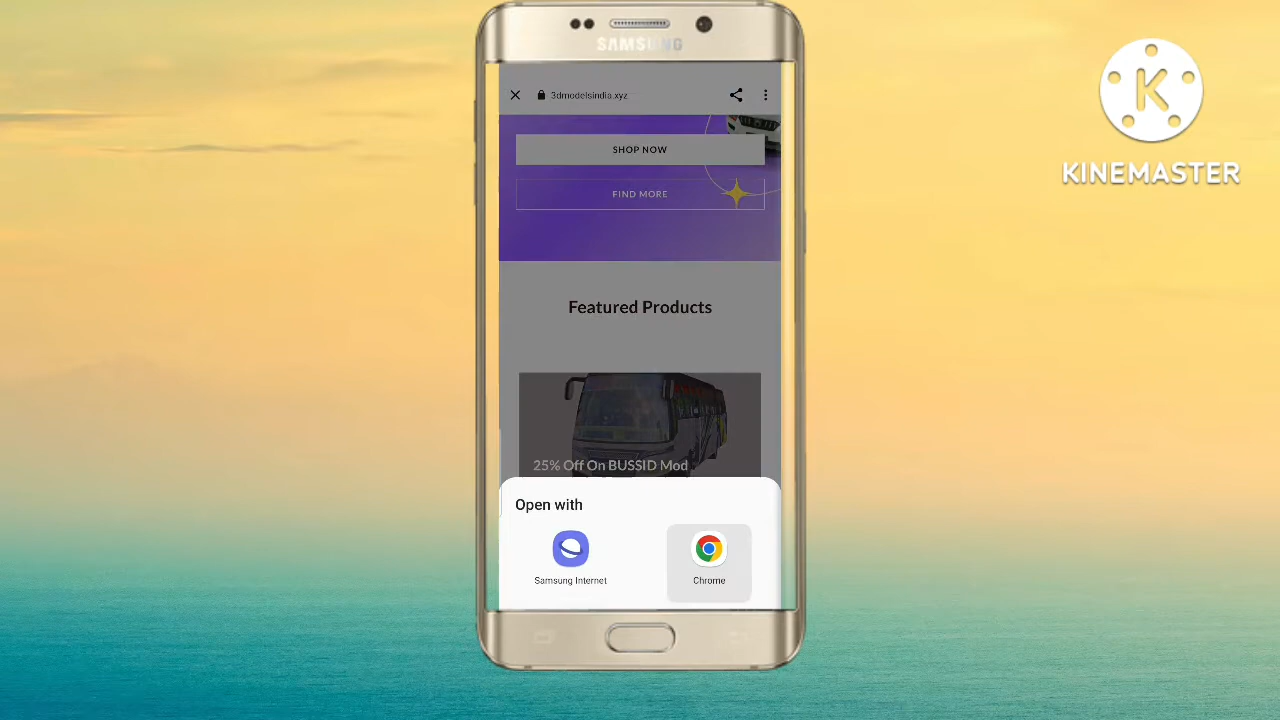 SAMSUNG
3dmodelsindia.xyz
SHOP NOW
FIND MORE
Featured Products
25% Off On BUSSID Mod
Open with
Samsung Internet
Chrome
K
KINEMASTER